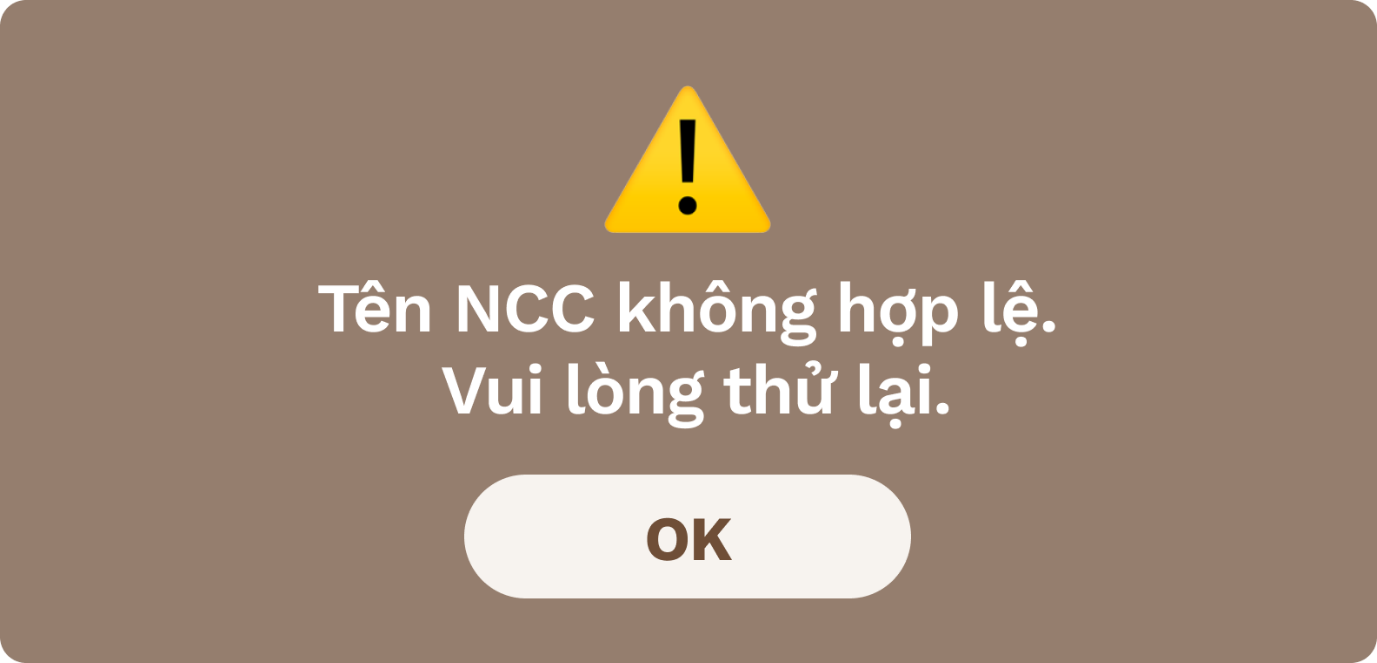 Tên NCC không hợp lệ.
Vui lòng thử lại.
OK